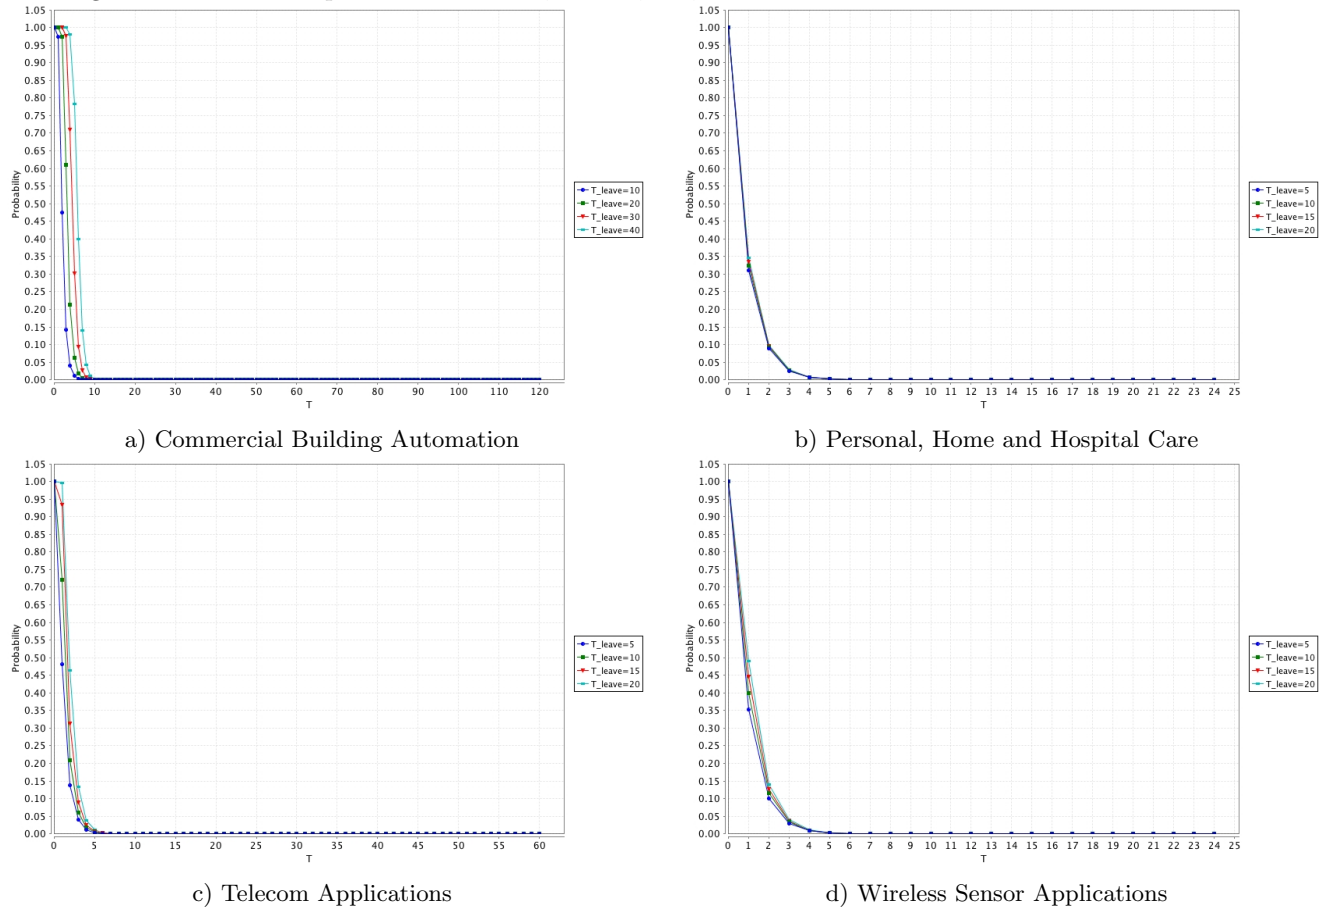 1.05
1.00
0.95
0.90
0.85
0.80
0.75
0.70
0.65
0.60
0.55
0.50
0.45
0.40
0.35
0.30
0.25
0.20
0.15
0.10
0.05
0.00
Probability
0 10 20 30 40 50 60 70 80 90 100 110 120
T
T_leave=10
T_leave=20
T_leave=30
T_leave=40
a) Commercial Building Automation
1.05
1.00
0.95
0.90
0.85
0.80
0.75
0.70
0.65
0.60
0.55
0.50
0.45
0.40
0.35
0.30
0.25
0.20
0.15
0.10
0.05
0.00
Probability
0 1 2 3 4 5 6 7 8 9 10 11 12 13 14 15 16 17 18 19 20 21 22 23 24 25
T
T_leave=5
T_leave=10
T_leave=15
T_leave=20
b) Personal, Home and Hospital Care
1.05
1.00
0.95
0.90
0.85
0.80
0.75
0.70
0.65
0.60
0.55
0.50
0.45
0.40
0.35
0.30
0.25
0.20
0.15
0.10
0.05
0.00
Probability
0 5 10 15 20 25 30 35 40 45 50 55 60
T
T_leave=5
T_leave=10
T_leave=15
T_leave=20
c) Telecom Applications
1.05
1.00
0.95
0.90
0.85
0.80
0.75
0.70
0.65
0.60
0.55
0.50
0.45
0.40
0.35
0.30
0.25
0.20
0.15
0.10
0.05
0.00
Probability
0 1 2 3 4 5 6 7 8 9 10 11 12 13 14 15 16 17 18 19 20 21 22 23 24 25
T
T_leave=5
T_leave=10
T_leave=15
T_leave=20
d) Wireless Sensor Applications